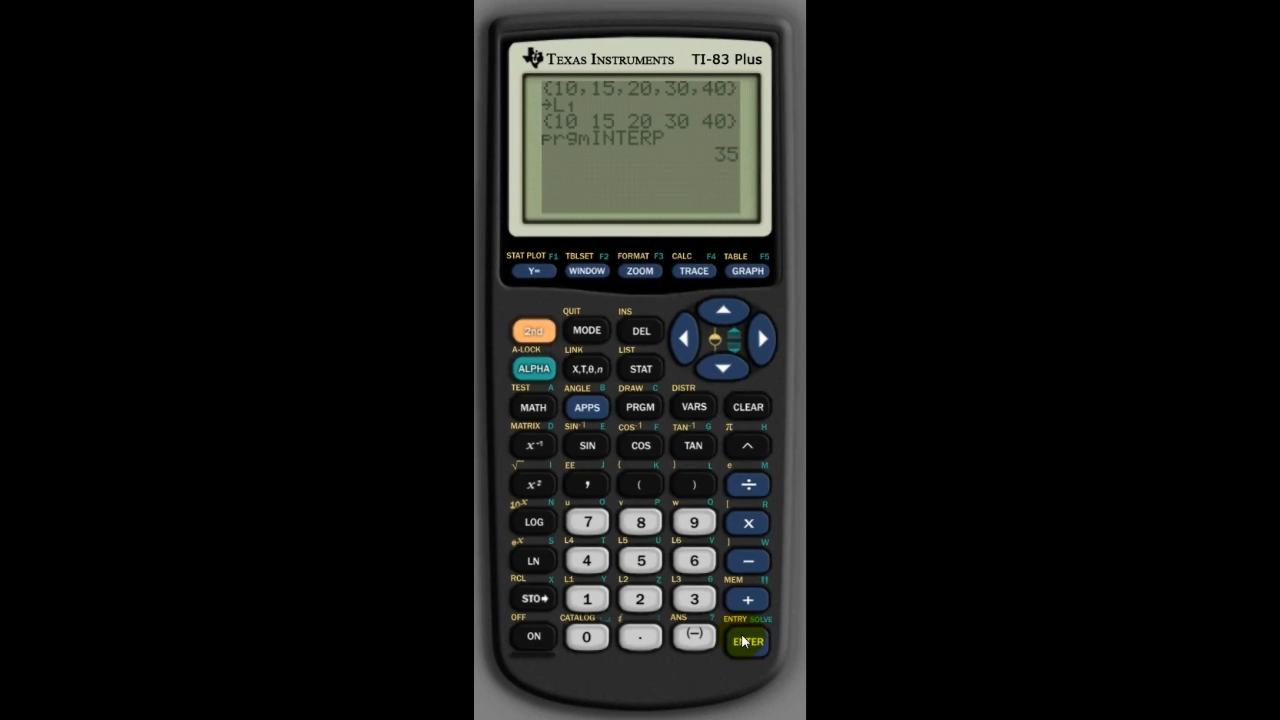 TEXAS INSTRUMENTS TI-83 Plus
{10,15,20,30,40}
→L₁
{10 15 20 30 40}
prgmINTERP
35
STAT PLOT F1 TBLSET F2 FORMAT F3 CALC F4 TABLE F5
Y= WINDOW ZOOM TRACE GRAPH
QUIT INS
2nd MODE DEL
A-LOCK LINK LIST
ALPHA X,T,θ,n STAT
TEST A ANGLE B DRAW C DISTR
MATH APPS PRGM VARS CLEAR
MATRIX D SIN⁻¹ E COS⁻¹ F TAN⁻¹ G π H
x⁻¹ SIN COS TAN ^
√ I EE J { K } L e M
x² , ( ) ÷
10ˣ N u O v P w Q [ R
LOG 7 8 9 ×
eˣ S L4 T L5 U L6 V ] W
LN 4 5 6 −
RCL X L1 Y L2 Z L3 θ MEM "
STO➔ 1 2 3 +
OFF CATALOG i : ANS ? ENTRY SOLVE
ON 0 . (−) ENTER